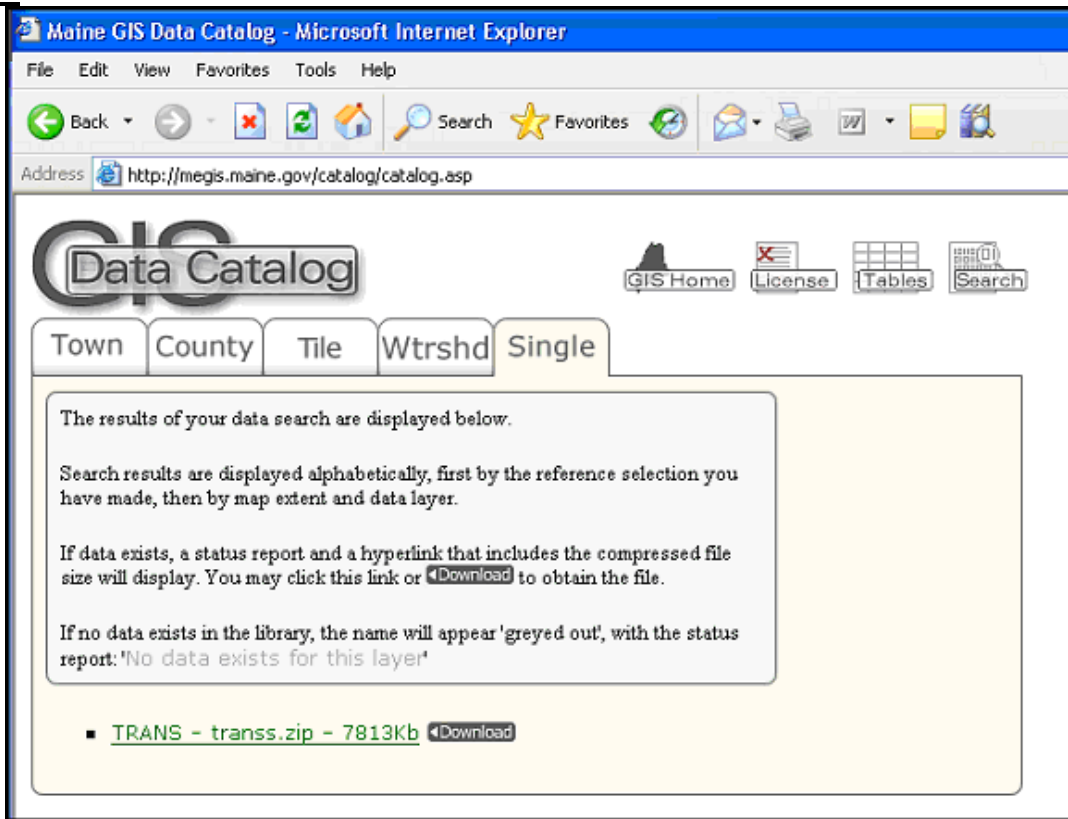 Maine GIS Data Catalog - Microsoft Internet Explorer
File Edit View Favorites Tools Help
Back Search Favorites
Address http://megis.maine.gov/catalog/catalog.asp
GIS
Data Catalog
GIS Home License Tables Search
Town County Tile Wtrshd Single
The results of your data search are displayed below.
Search results are displayed alphabetically, first by the reference selection you
have made, then by map extent and data layer.
If data exists, a status report and a hyperlink that includes the compressed file
size will display. You may click this link or Download to obtain the file.
If no data exists in the library, the name will appear 'greyed out', with the status
report: 'No data exists for this layer'
TRANS - transs.zip - 7813Kb Download